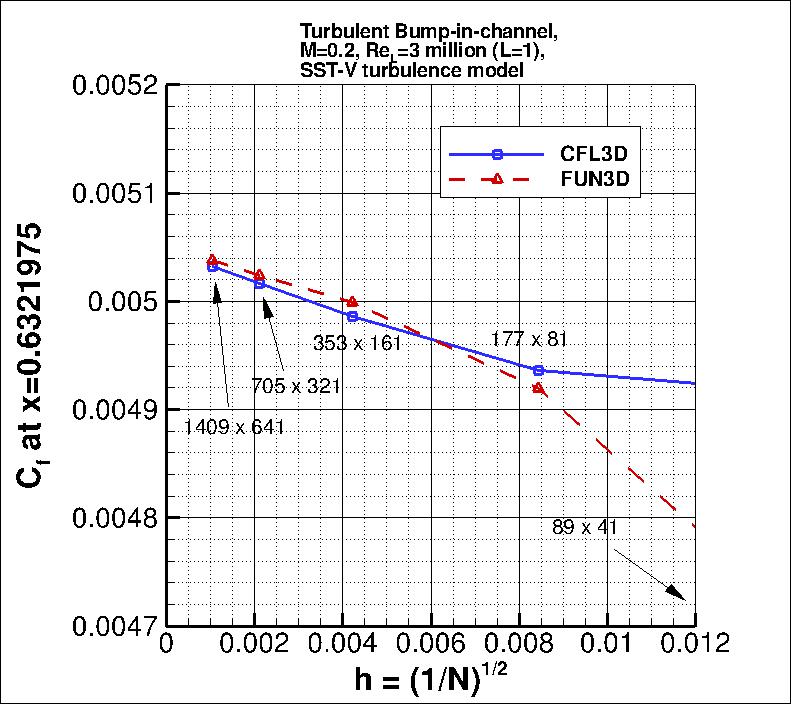 Turbulent Bump-in-channel,
M=0.2, Re_L=3 million (L=1),
SST-V turbulence model
0.0052
CFL3D
FUN3D
0.0051
0.005
353 x 161
177 x 81
705 x 321
0.0049
1409 x 641
0.0048
89 x 41
0.0047
C_f at x=0.6321975
0 0.002 0.004 0.006 0.008 0.01 0.012
h = (1/N)^1/2